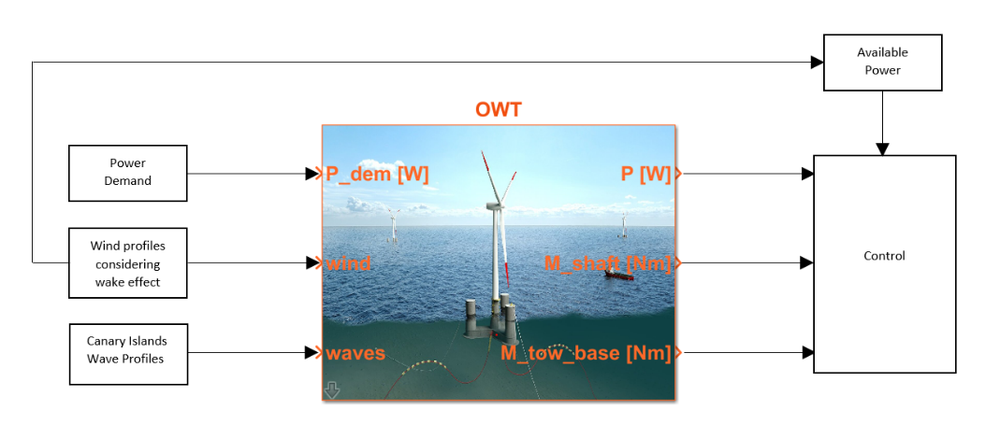 Available
Power
OWT
Power
Demand
P_dem [W]
P [W]
Wind profiles
considering
wake effect
wind
M_shaft [Nm]
Control
Canary Islands
Wave Profiles
waves
M_tow_base [Nm]